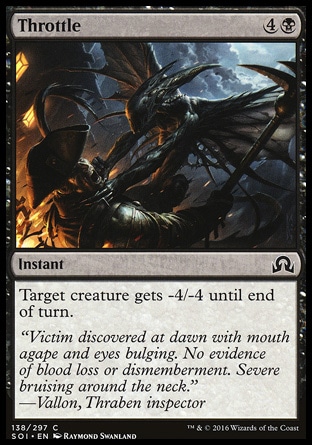 Throttle 4
Instant
Target creature gets -4/-4 until end
of turn.
“Victim discovered at dawn with mouth
agape and eyes bulging. No evidence
of blood loss or dismemberment. Severe
bruising around the neck.”
—Vallon, Thraben inspector
138/297 C
SOI • EN RAYMOND SWANLAND ™ & © 2016 Wizards of the Coast